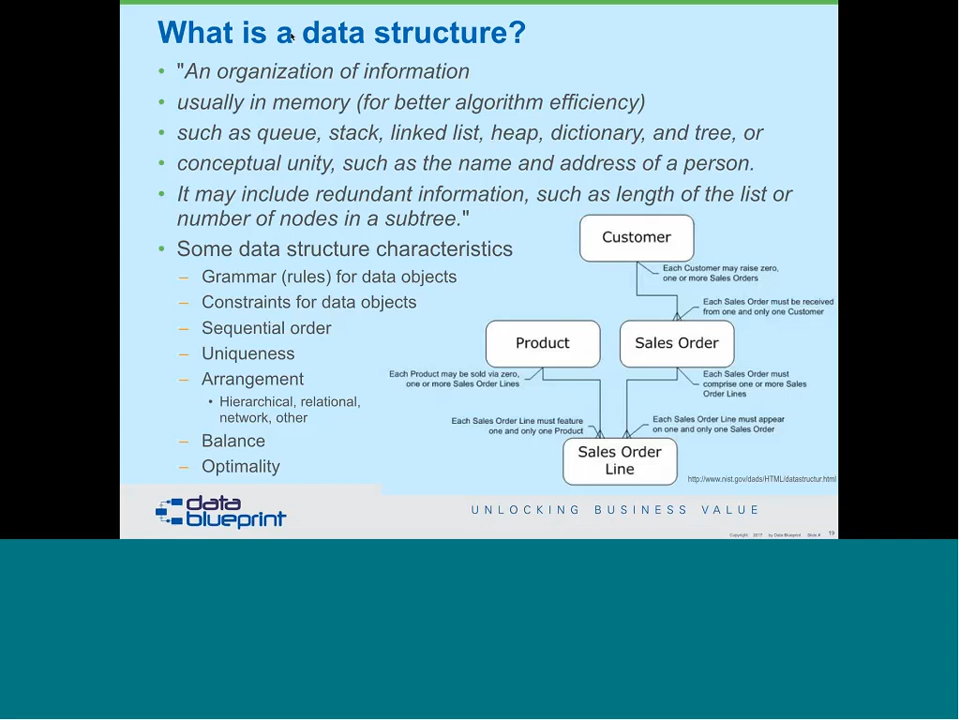 What is a data structure?
• "An organization of information
• usually in memory (for better algorithm efficiency)
• such as queue, stack, linked list, heap, dictionary, and tree, or
• conceptual unity, such as the name and address of a person.
• It may include redundant information, such as length of the list or
number of nodes in a subtree."
• Some data structure characteristics
– Grammar (rules) for data objects
– Constraints for data objects
– Sequential order
– Uniqueness
– Arrangement
• Hierarchical, relational,
network, other
– Balance
– Optimality
Customer
Each Customer may raise zero,
one or more Sales Orders
Each Sales Order must be received
from one and only one Customer
Product
Sales Order
Each Product may be sold via zero,
one or more Sales Order Lines
Each Sales Order must
comprise one or more Sales
Order Lines
Each Sales Order Line must feature
one and only one Product
Each Sales Order Line must appear
on one and only one Sales Order
Sales Order
Line
http://www.nist.gov/dads/HTML/datastructur.html
data
blueprint
UNLOCKING BUSINESS VALUE
Copyright 2017 by Data Blueprint Slide # 19